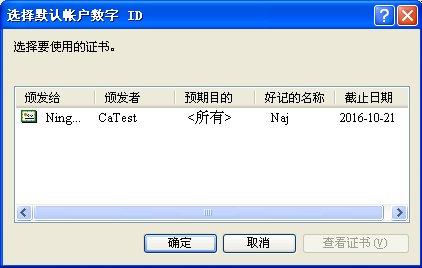 选择默认帐户数字 ID
选择要使用的证书。
颁发给 颁发者 预期目的 好记的名称 截止日期
Ning... CaTest <所有> Naj 2016-10-21
确定 取消 查看证书(V)